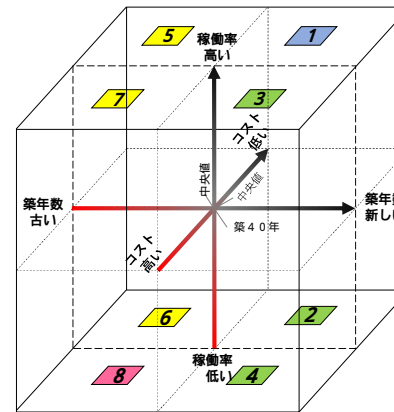 5
1
稼働率
高い
7
3
コスト
低い
中央値
中央値
築年数
古い
築年数
新しい
築40年
コスト
高い
6
2
稼働率
低い
8
4